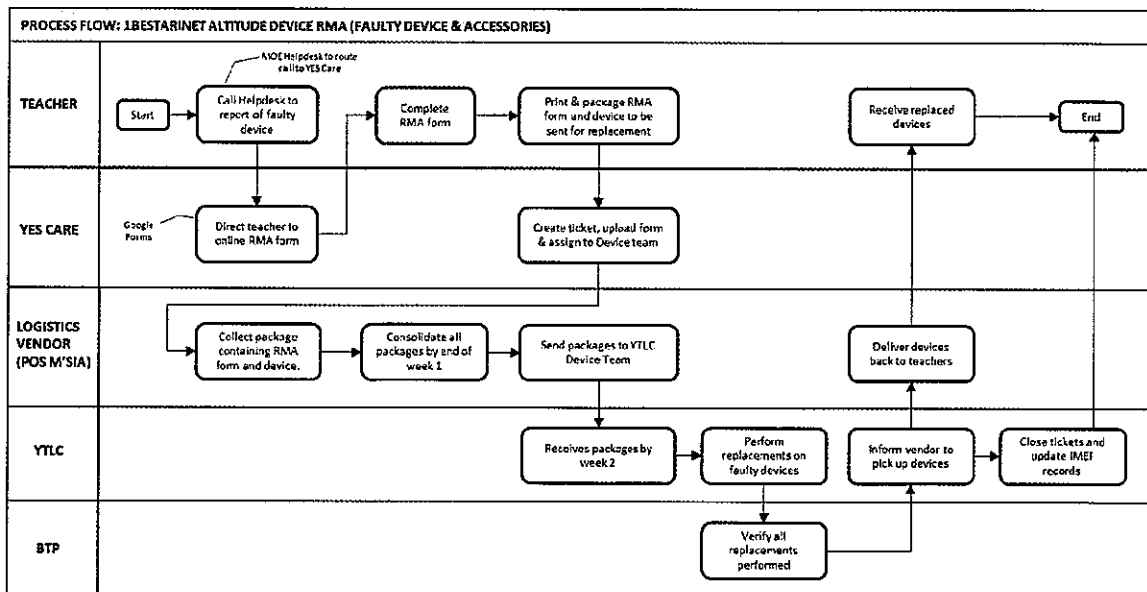 PROCESS FLOW: 1BESTARINET ALTITUDE DEVICE RMA (FAULTY DEVICE & ACCESSORIES)
MOE Helpdesk to route
call to YES Care
TEACHER
Start
Call Helpdesk to
report of faulty
device
Complete
RMA form
Print & package RMA
form and device to be
sent for replacement
Receive replaced
devices
End
YES CARE
Google
Forms
Direct teacher to
online RMA form
Create ticket, upload form
& assign to Device team
LOGISTICS
VENDOR
(POS M'SIA)
Collect package
containing RMA
form and device.
Consolidate all
packages by end of
week 1
Send packages to YTLC
Device Team
Deliver devices
back to teachers
YTLC
Receives packages by
week 2
Perform
replacements on
faulty devices
Inform vendor to
pick up devices
Close tickets and
update IMEI
records
BTP
Verify all
replacements
performed